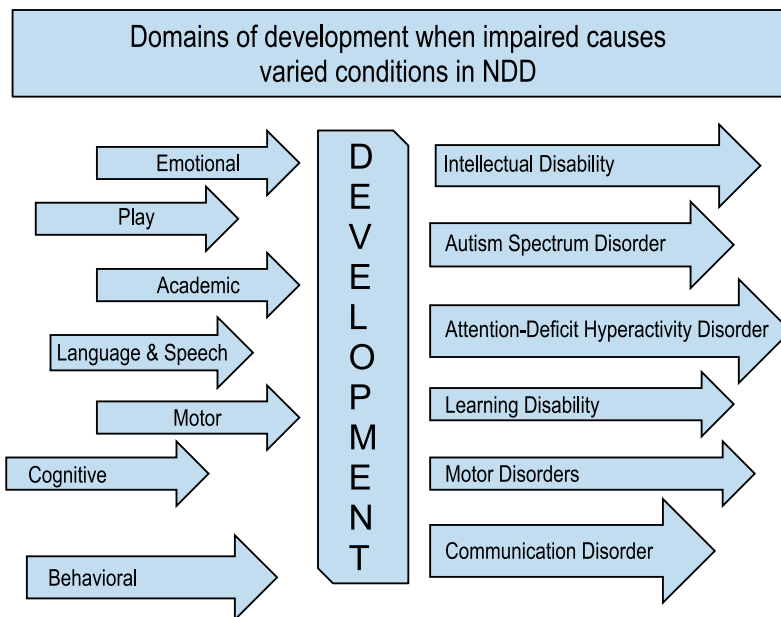 Domains of development when impaired causes
varied conditions in NDD
Emotional
Play
Academic
Language & Speech
Motor
Cognitive
Behavioral
D
E
V
E
L
O
P
M
E
N
T
Intellectual Disability
Autism Spectrum Disorder
Attention-Deficit Hyperactivity Disorder
Learning Disability
Motor Disorders
Communication Disorder